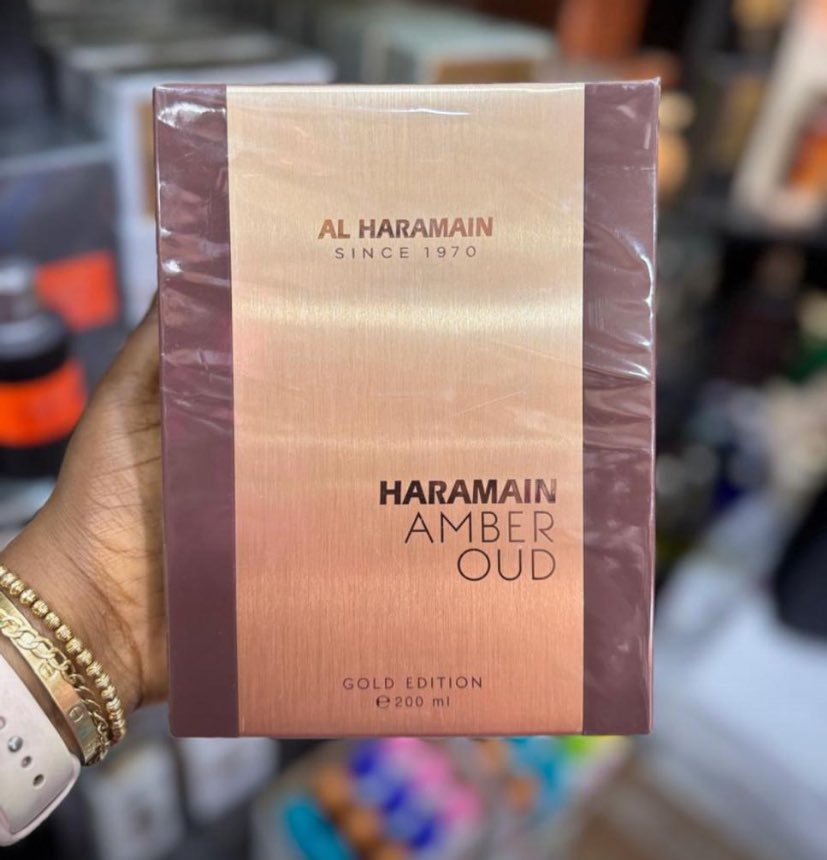 AL HARAMAIN
SINCE 1970
HARAMAIN
AMBER
OUD
GOLD EDITION
℮ 200 ml